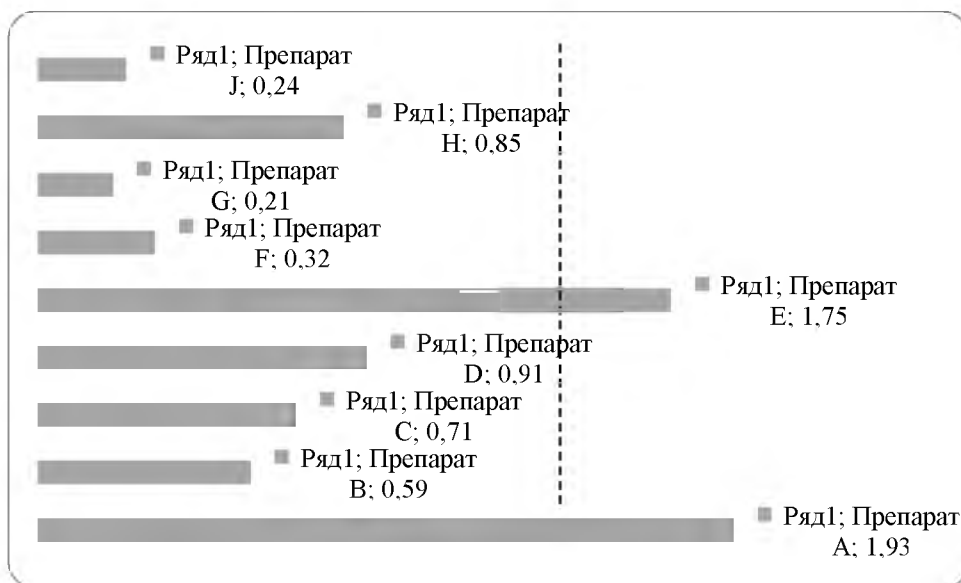 Ряд1; Препарат
J; 0,24
Ряд1; Препарат
H; 0,85
Ряд1; Препарат
G; 0,21
Ряд1; Препарат
F; 0,32
Ряд1; Препарат
E; 1,75
Ряд1; Препарат
D; 0,91
Ряд1; Препарат
C; 0,71
Ряд1; Препарат
B; 0,59
Ряд1; Препарат
A; 1,93